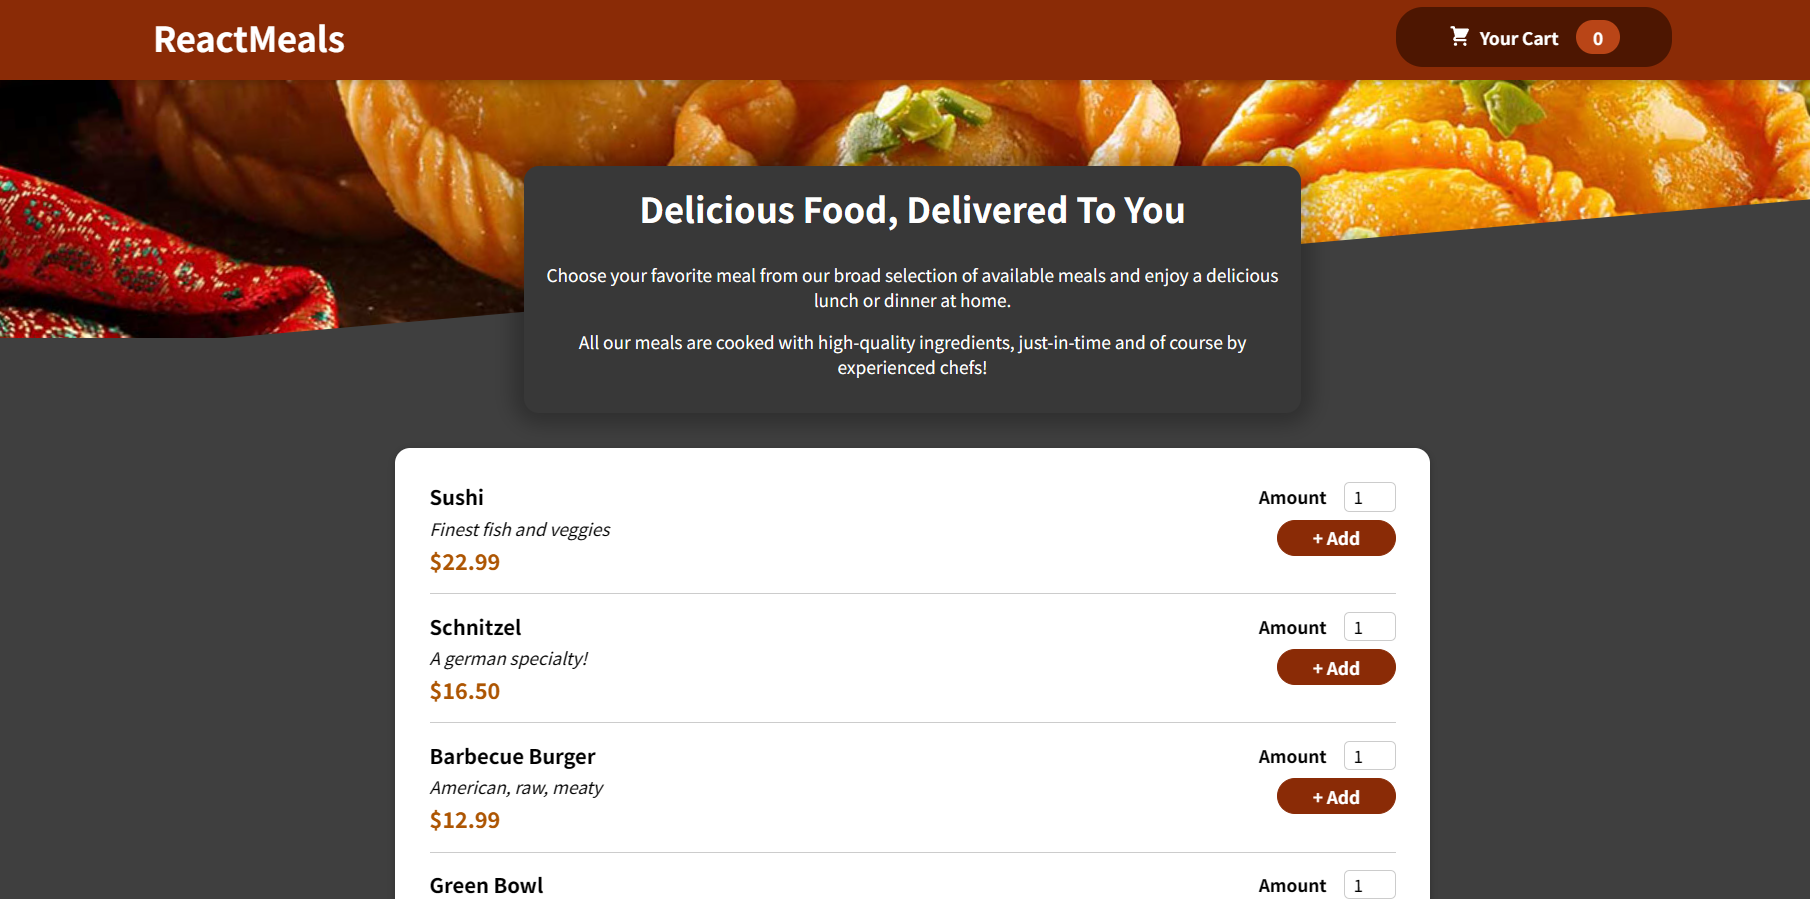 ReactMeals
Your Cart 0
Delicious Food, Delivered To You
Choose your favorite meal from our broad selection of available meals and enjoy a delicious
lunch or dinner at home.
All our meals are cooked with high-quality ingredients, just-in-time and of course by
experienced chefs!
Sushi
Finest fish and veggies
$22.99
Amount 1
+ Add
Schnitzel
A german specialty!
$16.50
Amount 1
+ Add
Barbecue Burger
American, raw, meaty
$12.99
Amount 1
+ Add
Green Bowl
Amount 1